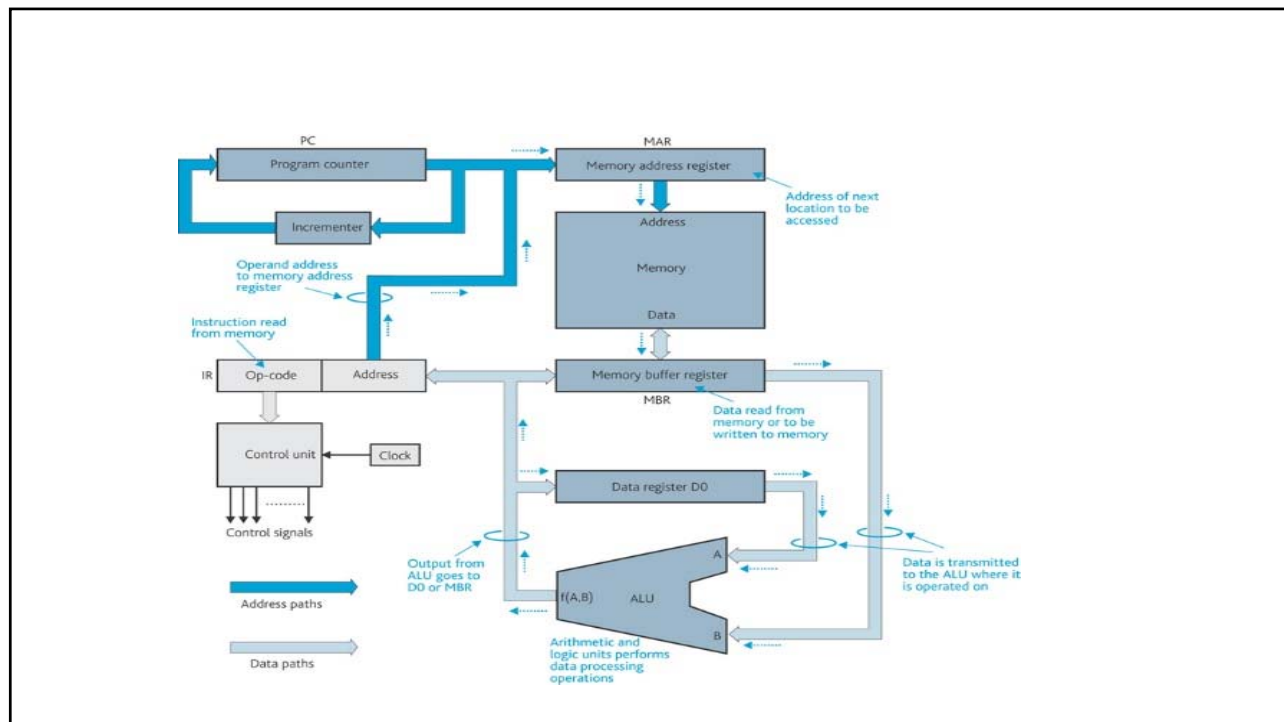 PC
Program counter
Incrementer
MAR
Memory address register
Address of next
location to be
accessed
Address
Memory
Data
Operand address
to memory address
register
Instruction read
from memory
IR
Op-code
Address
Memory buffer register
MBR
Data read from
memory or to be
written to memory
Control unit
Clock
Control signals
Data register D0
Output from
ALU goes to
D0 or MBR
A
f(A,B)
ALU
B
Data is transmitted
to the ALU where it
is operated on
Arithmetic and
logic units performs
data processing
operations
Address paths
Data paths